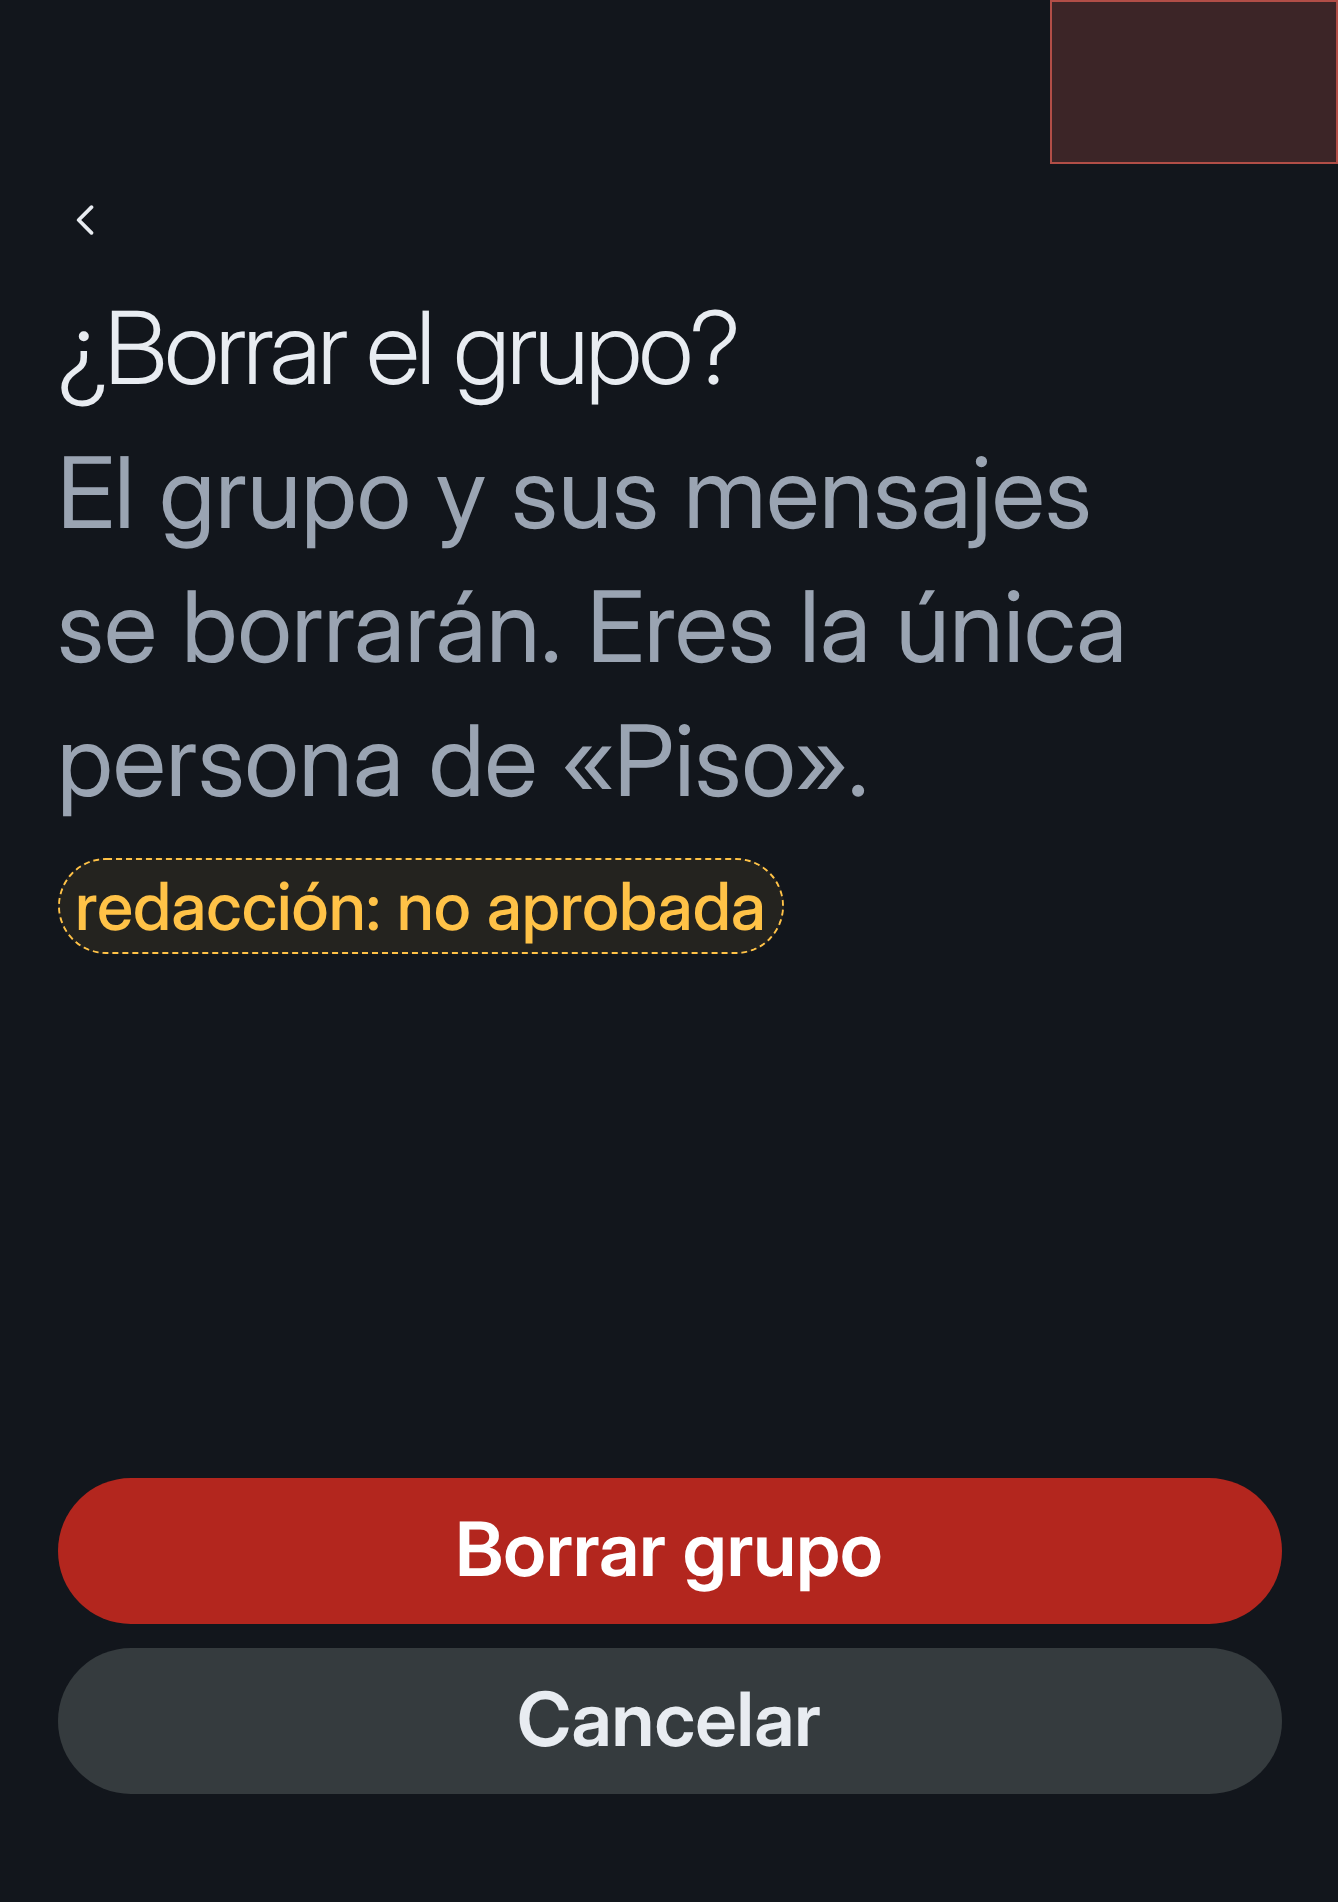 ¿Borrar el grupo?
El grupo y sus mensajes
se borrarán. Eres la única
persona de «Piso».
redacción: no aprobada
Borrar grupo
Cancelar